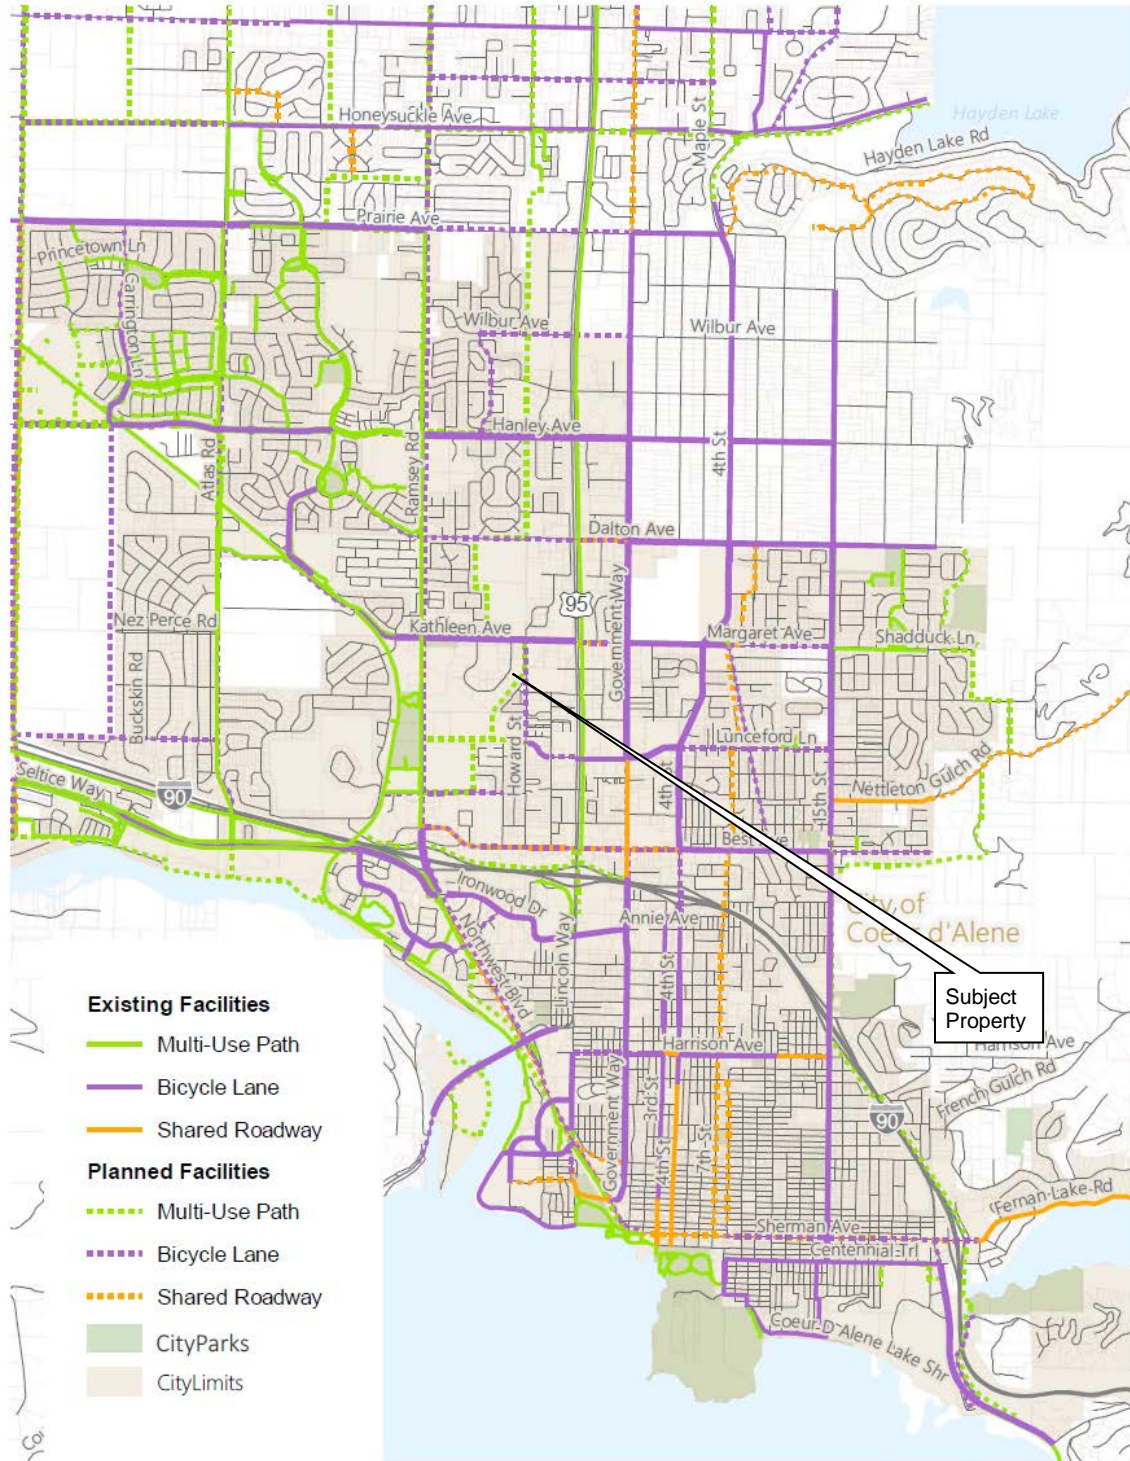 Hayden Lake
Honeysuckle Ave
Maple St
Hayden Lake Rd
Prairie Ave
Princetown Ln
Carrington Ln
Wilbur Ave
Wilbur Ave
Hanley Ave
4th St
Atlas Rd
Ramsey Rd
Dalton Ave
95
Government Way
Nez Perce Rd
Kathleen Ave
Margaret Ave
Shadduck Ln
Buckskin Rd
Howard St
Lunceford Ln
Seltice Way
90
4th St
15th St
Nettleton Gulch Rd
Best Ave
Ironwood Dr
Annie Ave
City of
Coeur d'Alene
Northwest Blvd
Lincoln Way
4th St
Subject
Property
Harrison Ave
Harrison Ave
French Gulch Rd
Government Way
3rd St
4th St
7th St
90
Fernan Lake Rd
Sherman Ave
Centennial Trl
Coeur D'Alene Lake Shr
Existing Facilities
Multi-Use Path
Bicycle Lane
Shared Roadway
Planned Facilities
Multi-Use Path
Bicycle Lane
Shared Roadway
CityParks
CityLimits